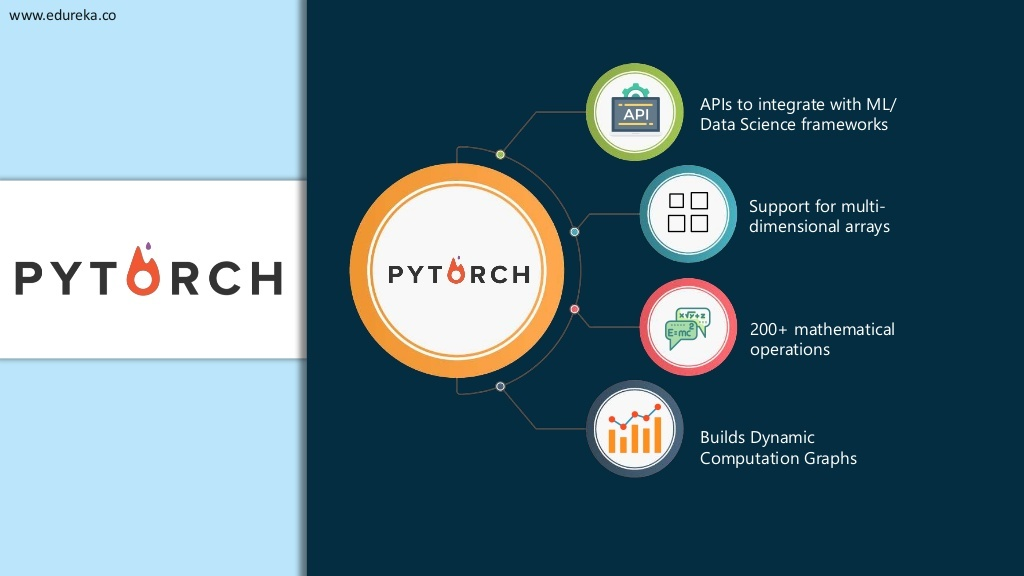 www.edureka.co
PYTORCH
PYTORCH
API
APIs to integrate with ML/
Data Science frameworks
Support for multi-
dimensional arrays
x√y+z
E=mc²
200+ mathematical
operations
Builds Dynamic
Computation Graphs